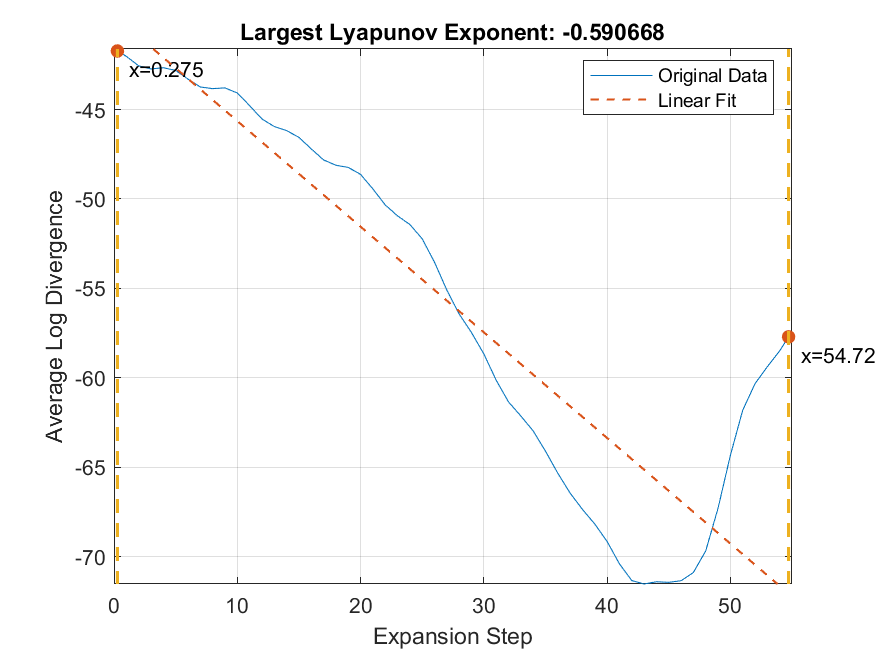 Largest Lyapunov Exponent: -0.590668
x=0.275
Original Data
Linear Fit
-45
-50
-55
-60
-65
-70
Average Log Divergence
x=54.72
0 10 20 30 40 50
Expansion Step